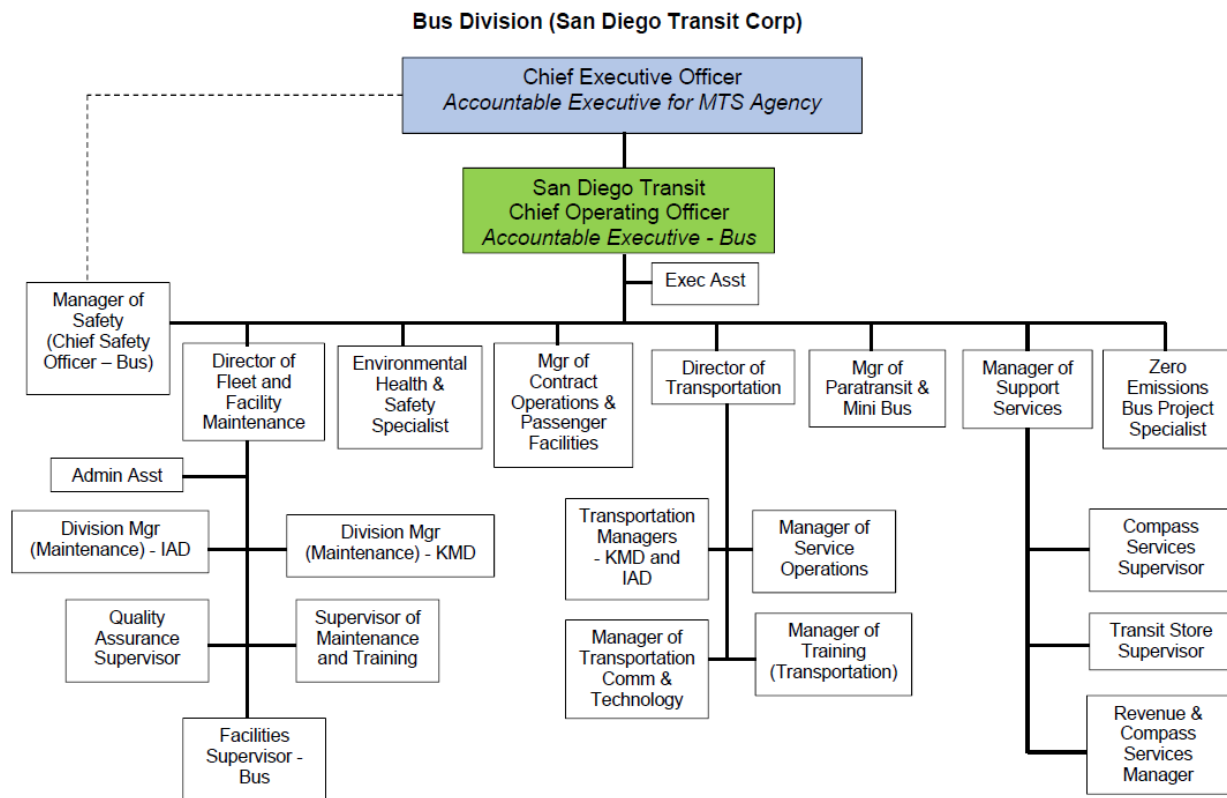 Bus Division (San Diego Transit Corp)
Chief Executive Officer
Accountable Executive for MTS Agency
San Diego Transit
Chief Operating Officer
Accountable Executive - Bus
Exec Asst
Manager of
Safety
(Chief Safety
Officer – Bus)
Director of
Fleet and
Facility
Maintenance
Environmental
Health &
Safety
Specialist
Mgr of
Contract
Operations &
Passenger
Facilities
Director of
Transportation
Mgr of
Paratransit &
Mini Bus
Manager of
Support
Services
Zero
Emissions
Bus Project
Specialist
Admin Asst
Division Mgr
(Maintenance) - IAD
Division Mgr
(Maintenance) - KMD
Quality
Assurance
Supervisor
Supervisor of
Maintenance
and Training
Facilities
Supervisor -
Bus
Transportation
Managers
- KMD and
IAD
Manager of
Service
Operations
Manager of
Transportation
Comm &
Technology
Manager of
Training
(Transportation)
Compass
Services
Supervisor
Transit Store
Supervisor
Revenue &
Compass
Services
Manager